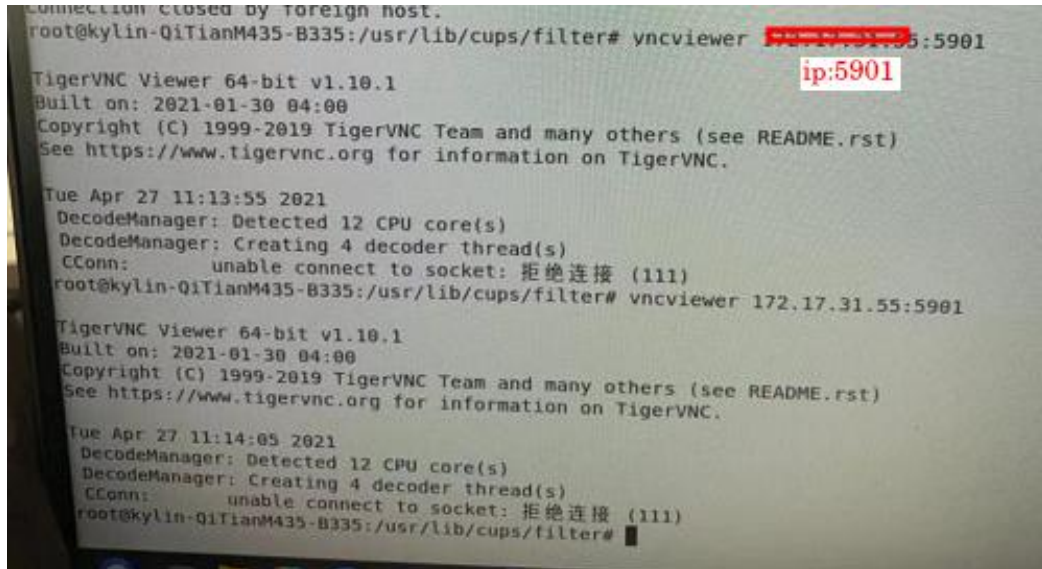 connection closed by foreign host.
root@kylin-QiTianM435-B335:/usr/lib/cups/filter# vncviewer :5901
ip:5901
TigerVNC Viewer 64-bit v1.10.1
Built on: 2021-01-30 04:00
Copyright (C) 1999-2019 TigerVNC Team and many others (see README.rst)
See https://www.tigervnc.org for information on TigerVNC.
Tue Apr 27 11:13:55 2021
DecodeManager: Detected 12 CPU core(s)
DecodeManager: Creating 4 decoder thread(s)
CConn: unable connect to socket: 拒绝连接 (111)
root@kylin-QiTianM435-B335:/usr/lib/cups/filter# vncviewer 172.17.31.55:5901
TigerVNC Viewer 64-bit v1.10.1
Built on: 2021-01-30 04:00
Copyright (C) 1999-2019 TigerVNC Team and many others (see README.rst)
See https://www.tigervnc.org for information on TigerVNC.
Tue Apr 27 11:14:05 2021
DecodeManager: Detected 12 CPU core(s)
DecodeManager: Creating 4 decoder thread(s)
CConn: unable connect to socket: 拒绝连接 (111)
root@kylin-QiTianM435-B335:/usr/lib/cups/filter#